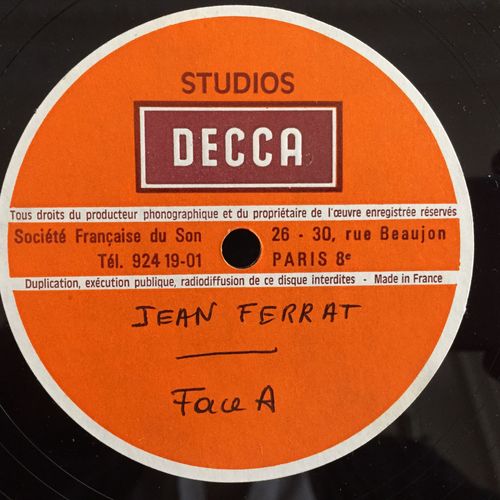 STUDIOS
DECCA
Tous droits du producteur phonographique et du propriétaire de l'œuvre enregistrée réservés
Société Française du Son 26 - 30, rue Beaujon
Tél. 924 19-01 PARIS 8e
Duplication, exécution publique, radiodiffusion de ce disque interdites - Made in France
JEAN FERRAT
Face A